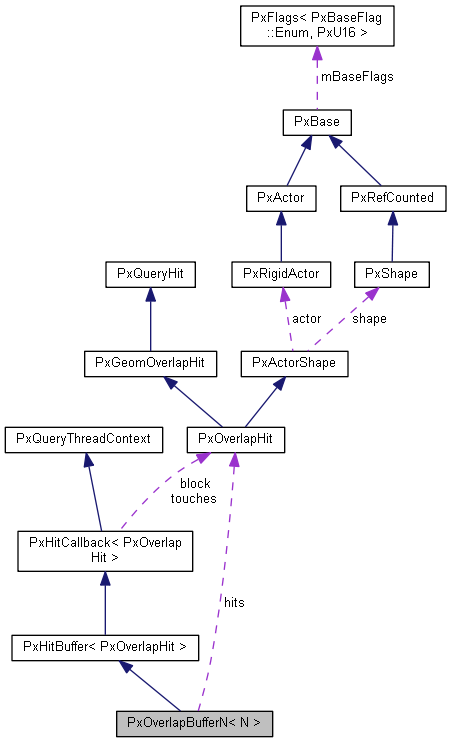 PxFlags< PxBaseFlag
::Enum, PxU16 >
mBaseFlags
PxBase
PxActor
PxRefCounted
PxQueryHit
PxRigidActor
PxShape
actor
shape
PxGeomOverlapHit
PxActorShape
PxQueryThreadContext
PxOverlapHit
block
touches
PxHitCallback< PxOverlap
Hit >
hits
PxHitBuffer< PxOverlapHit >
PxOverlapBufferN< N >